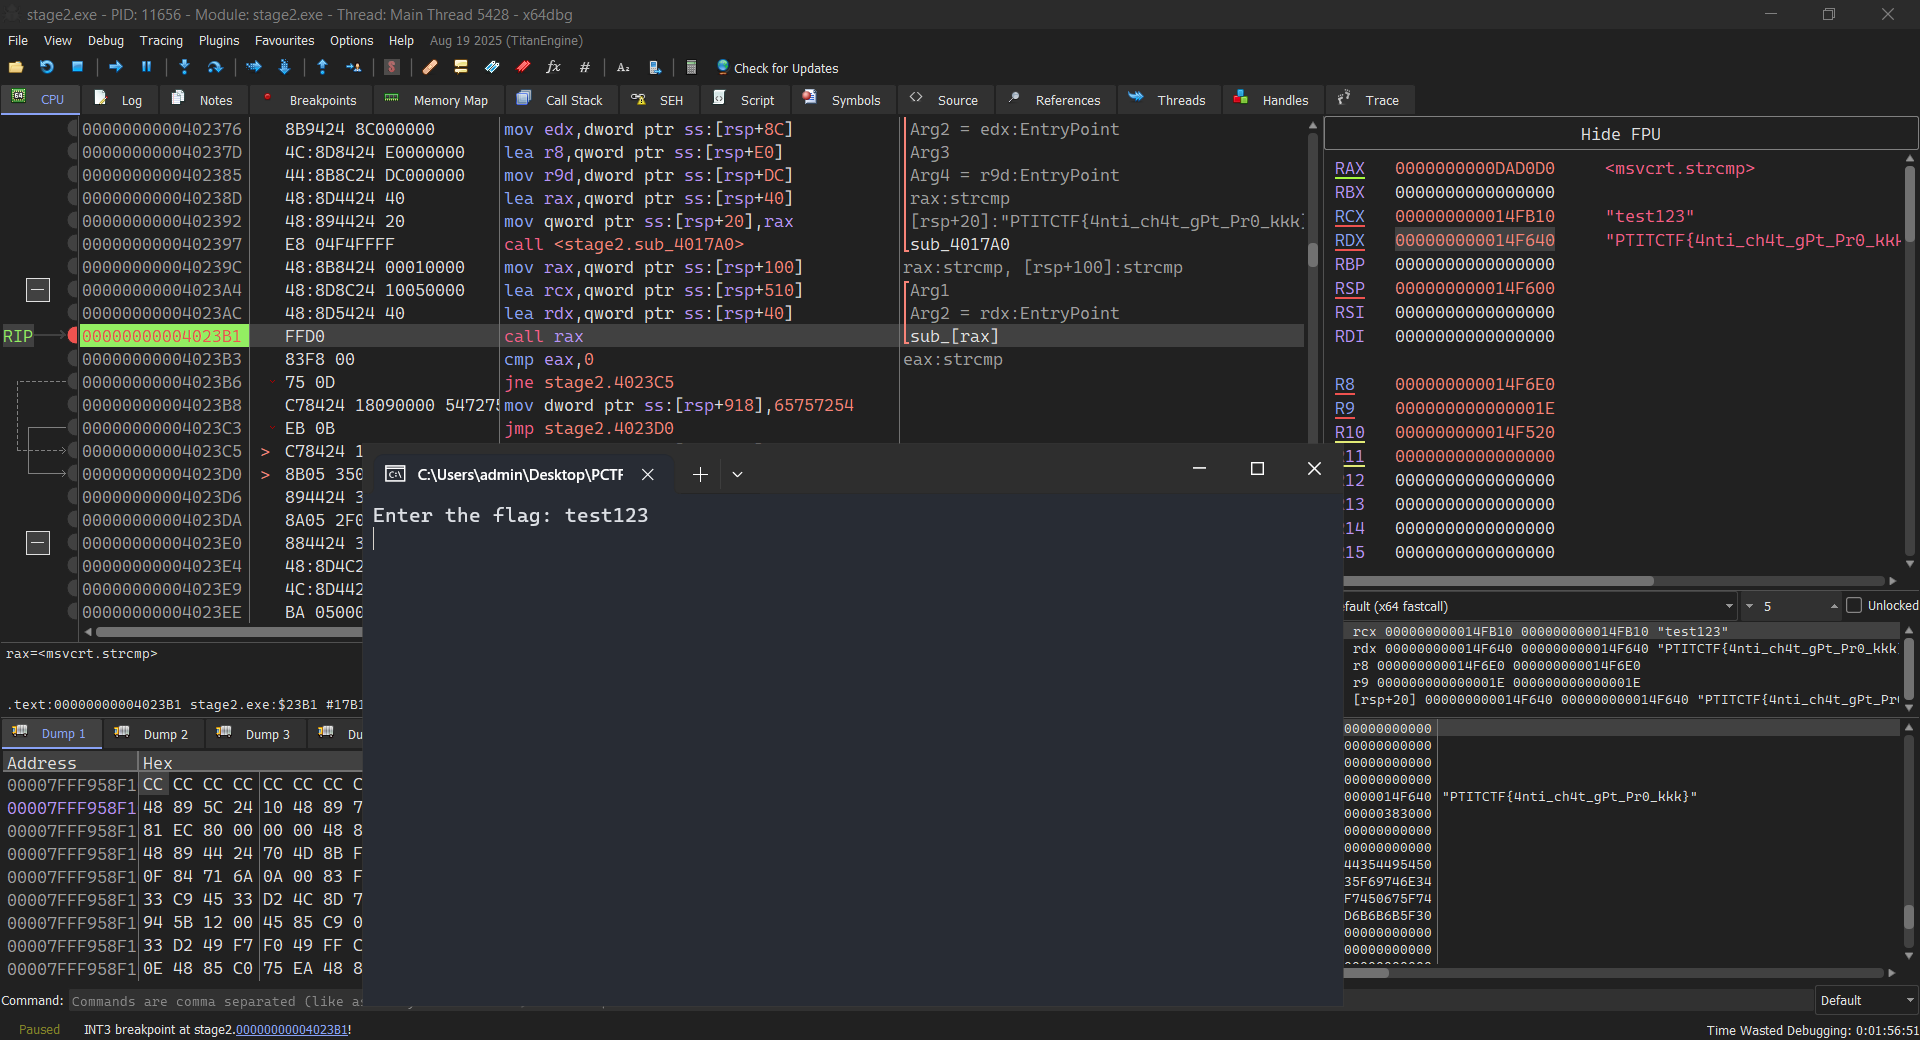 stage2.exe - PID: 11656 - Module: stage2.exe - Thread: Main Thread 5428 - x64dbg
File View Debug Tracing Plugins Favourites Options Help Aug 19 2025 (TitanEngine)
Check for Updates
CPU Log Notes Breakpoints Memory Map Call Stack SEH Script Symbols Source References Threads Handles Trace
0000000000402376 8B9424 8C000000 mov edx,dword ptr ss:[rsp+8C] Arg2 = edx:EntryPoint
000000000040237D 4C:8D8424 E0000000 lea r8,qword ptr ss:[rsp+E0] Arg3
0000000000402385 44:8B8C24 DC000000 mov r9d,dword ptr ss:[rsp+DC] Arg4 = r9d:EntryPoint
000000000040238D 48:8D4424 40 lea rax,qword ptr ss:[rsp+40] rax:strcmp
0000000000402392 48:894424 20 mov qword ptr ss:[rsp+20],rax [rsp+20]:"PTITCTF{4nti_ch4t_gPt_Pr0_kkk}
0000000000402397 E8 04F4FFFF call <stage2.sub_4017A0> sub_4017A0
000000000040239C 48:8B8424 00010000 mov rax,qword ptr ss:[rsp+100] rax:strcmp, [rsp+100]:strcmp
00000000004023A4 48:8D8C24 10050000 lea rcx,qword ptr ss:[rsp+510] Arg1
00000000004023AC 48:8D5424 40 lea rdx,qword ptr ss:[rsp+40] Arg2 = rdx:EntryPoint
RIP 00000000004023B1 FFD0 call rax sub_[rax]
00000000004023B3 83F8 00 cmp eax,0 eax:strcmp
00000000004023B6 75 0D jne stage2.4023C5
00000000004023B8 C78424 18090000 547275 mov dword ptr ss:[rsp+918],65757254
00000000004023C3 EB 0B jmp stage2.4023D0
00000000004023C5 > C78424 1
00000000004023D0 > 8B05 350
00000000004023D6 894424 3
00000000004023DA 8A05 2F0
00000000004023E0 884424 3
00000000004023E4 48:8D4C2
00000000004023E9 4C:8D442
00000000004023EE BA 05000
Hide FPU
RAX 0000000000DAD0D0 <msvcrt.strcmp>
RBX 0000000000000000
RCX 000000000014FB10 "test123"
RDX 000000000014F640 "PTITCTF{4nti_ch4t_gPt_Pr0_kkk
RBP 0000000000000000
RSP 000000000014F600
RSI 0000000000000000
RDI 0000000000000000
R8 000000000014F6E0
R9 000000000000001E
R10 000000000014F520
11 0000000000000000
12 0000000000000000
13 0000000000000000
14 0000000000000000
15 0000000000000000
C:\Users\admin\Desktop\PCTF
Enter the flag: test123
fault (x64 fastcall) 5 Unlocked
rcx 000000000014FB10 000000000014FB10 "test123"
rdx 000000000014F640 000000000014F640 "PTITCTF{4nti_ch4t_gPt_Pr0_kkk
r8 000000000014F6E0 000000000014F6E0
r9 000000000000001E 000000000000001E
[rsp+20] 000000000014F640 000000000014F640 "PTITCTF{4nti_ch4t_gPt_Pr
rax=<msvcrt.strcmp>
.text:00000000004023B1 stage2.exe:$23B1 #17B1
Dump 1 Dump 2 Dump 3 Du
Address Hex
00007FFF958F1 CC CC CC CC CC CC CC C
00007FFF958F1 48 89 5C 24 10 48 89 7
00007FFF958F1 81 EC 80 00 00 00 48 8
00007FFF958F1 48 89 44 24 70 4D 8B F
00007FFF958F1 0F 84 71 6A 0A 00 83 F
00007FFF958F1 33 C9 45 33 D2 4C 8D 7
00007FFF958F1 94 5B 12 00 45 85 C9 0
00007FFF958F1 33 D2 49 F7 F0 49 FF C
00007FFF958F1 0E 48 85 C0 75 EA 48 8
00000000000
00000000000
00000000000
00000000000
0000014F640 "PTITCTF{4nti_ch4t_gPt_Pr0_kkk}"
00000383000
00000000000
00000000000
44354495450
35F69746E34
F7450675F74
D6B6B6B5F30
00000000000
00000000000
Command: Commands are comma separated (like as Default
Paused INT3 breakpoint at stage2.00000000004023B1! Time Wasted Debugging: 0:01:56:51